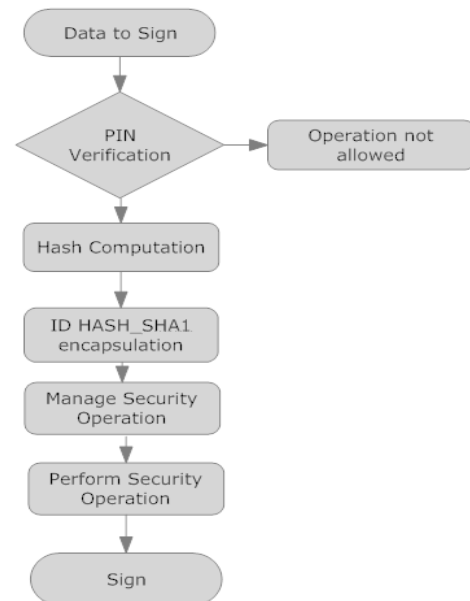 Data to Sign
PIN
Verification
Operation not
allowed
Hash Computation
ID HASH_SHA1
encapsulation
Manage Security
Operation
Perform Security
Operation
Sign